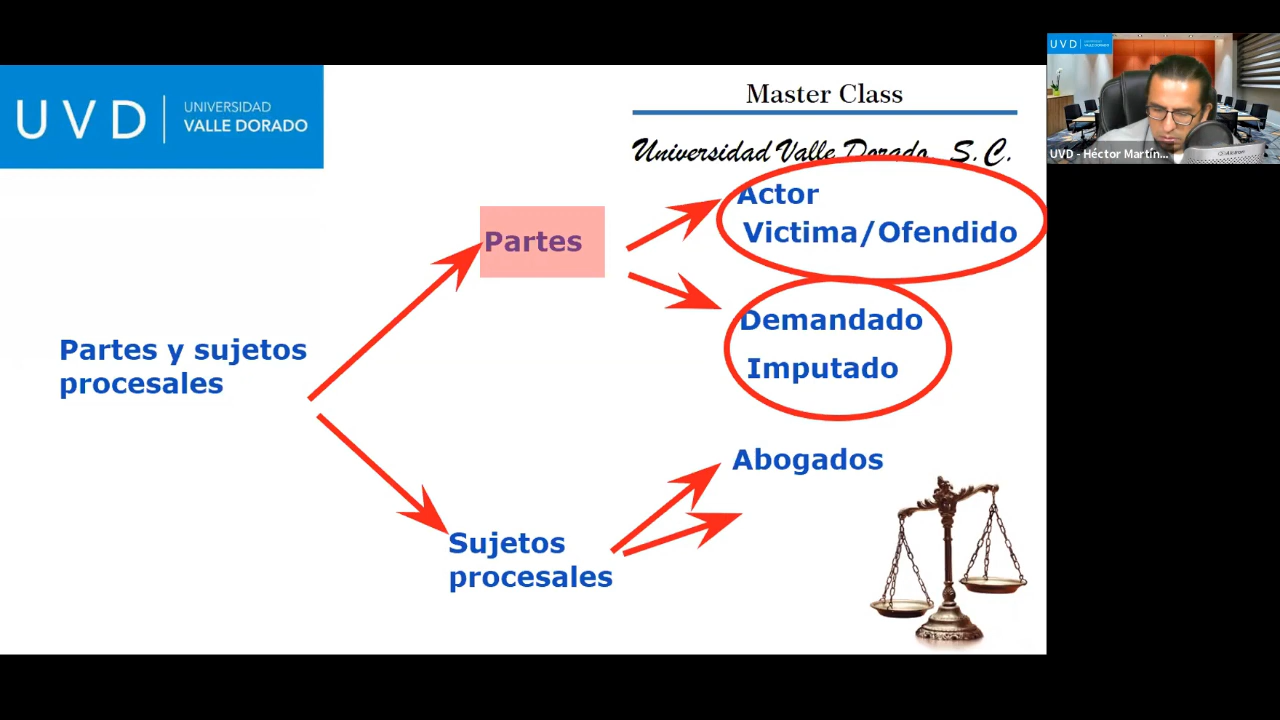 UVD
UNIVERSIDAD
VALLE DORADO
Master Class
Universidad Valle Dorado, S.C.
Actor
Victima/Ofendido
Partes
Demandado
Imputado
Partes y sujetos
procesales
Abogados
Sujetos
procesales
UVD
UVD - Héctor Martín...